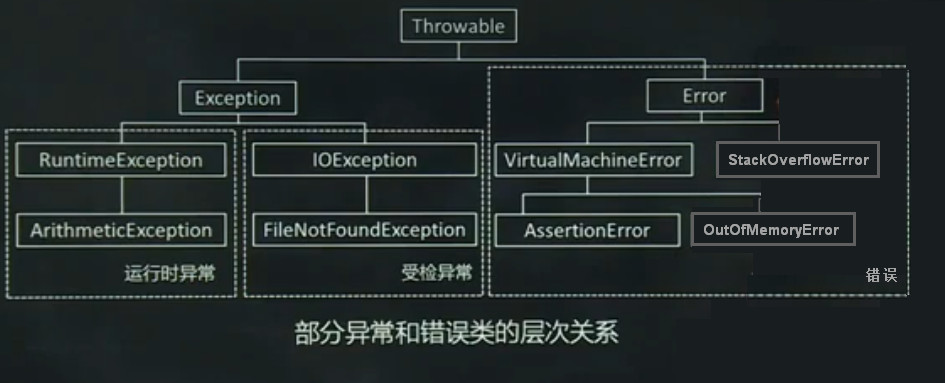 Throwable
Exception
Error
RuntimeException
IOException
VirtualMachineError
StackOverflowError
ArithmeticException
FileNotFoundException
AssertionError
OutOfMemoryError
运行时异常
受检异常
错误
部分异常和错误类的层次关系